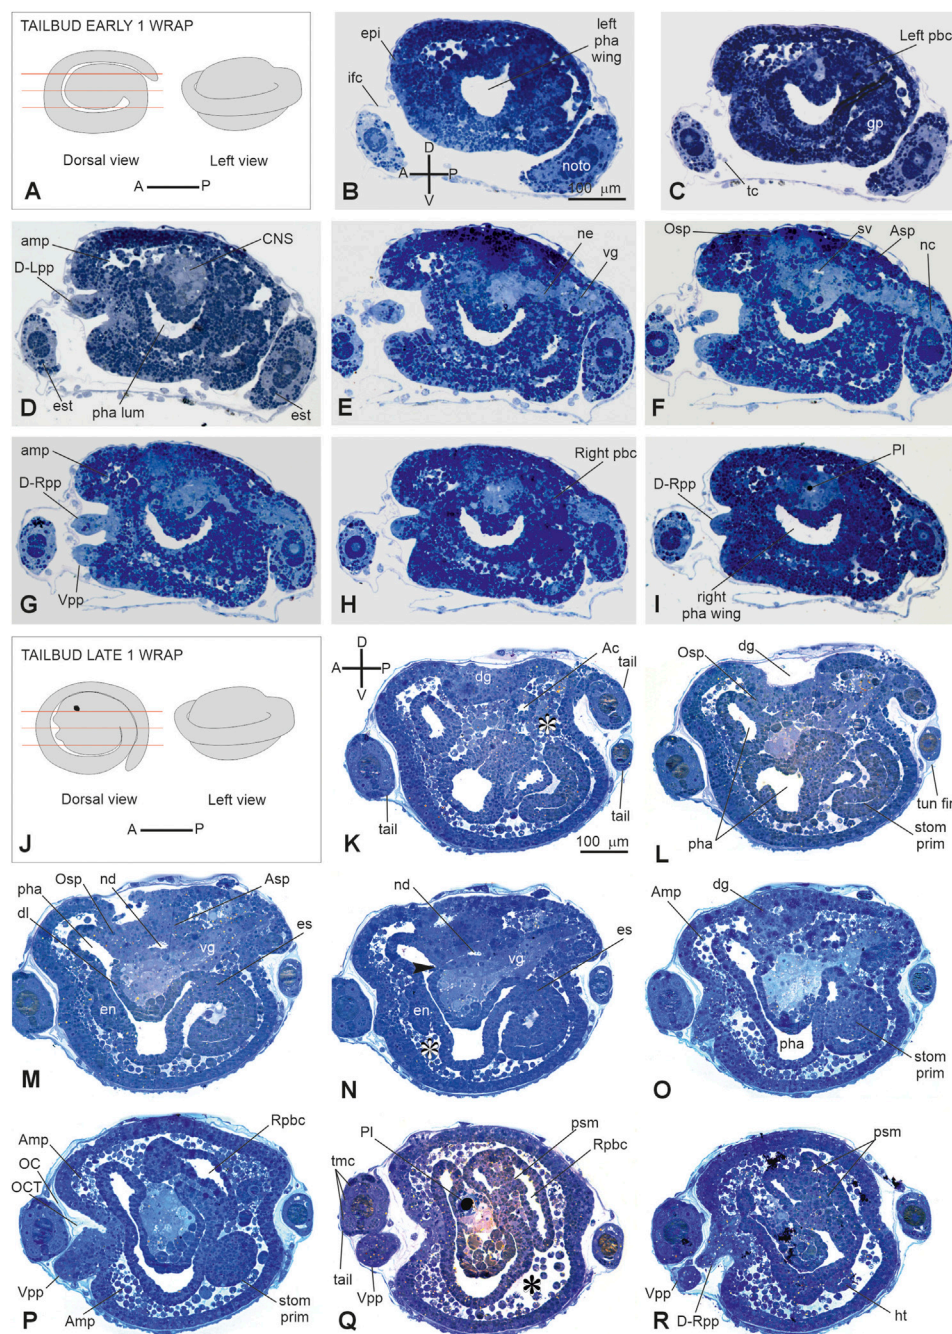 TAILBUD EARLY 1 WRAP
Dorsal view
Left view
A
P
A
epi
ifc
left
pha
wing
noto
D
A
P
V
B
100 µm
Left pbc
gp
tc
C
amp
D-Lpp
CNS
est
pha lum
est
D
ne
vg
E
Osp
sv
Asp
nc
F
amp
D-Rpp
Vpp
G
Right pbc
H
D-Rpp
PI
right
pha wing
I
TAILBUD LATE 1 WRAP
Dorsal view
Left view
A
P
J
D
A
P
V
dg
Ac
tail
*
tail
tail
K
100 µm
dg
Osp
tun fin
stom
prim
pha
L
Osp
nd
Asp
pha
dl
vg
es
en
M
nd
vg
es
en
*
N
Amp
dg
pha
stom
prim
O
Amp
OC
OCT
Rpbc
Vpp
Amp
stom
prim
P
PI
psm
Rpbc
tmc
tail
Vpp
*
Q
psm
Vpp
D-Rpp
ht
R